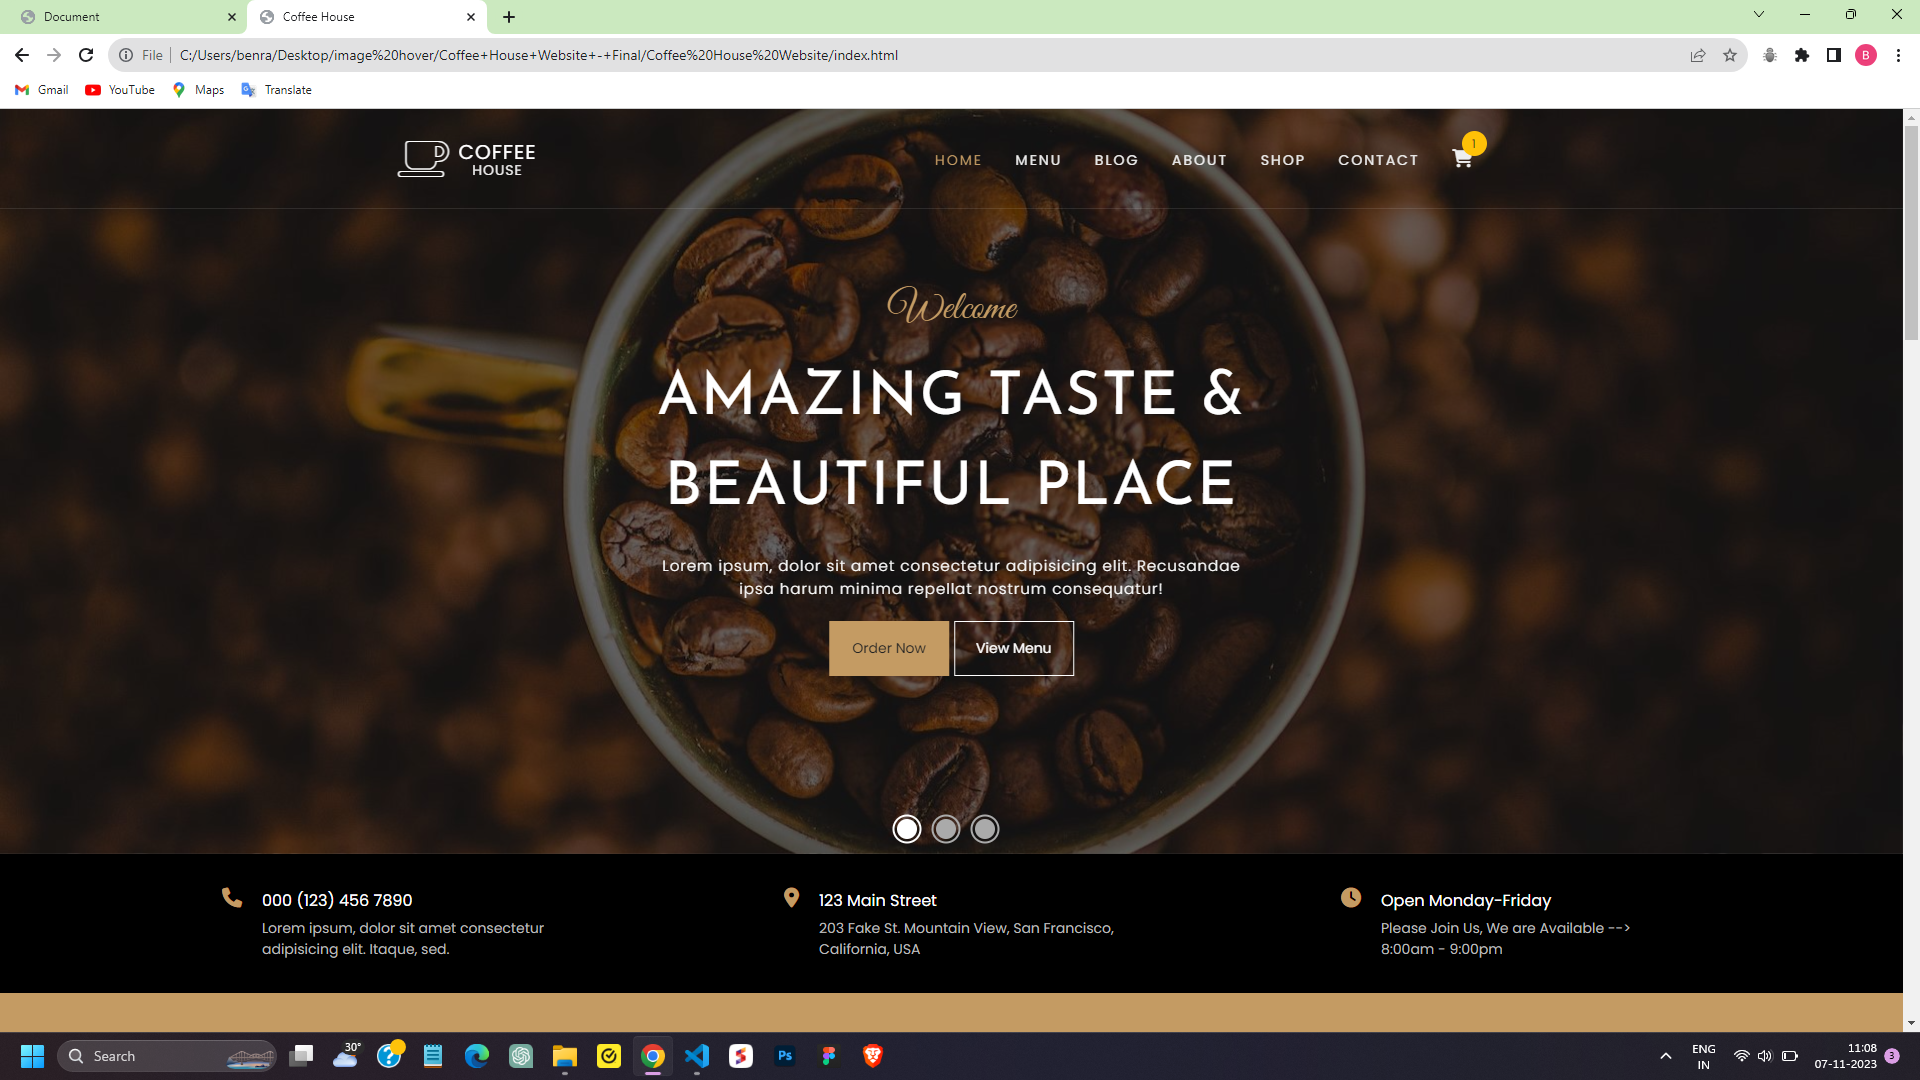 Document
Coffee House
File
C:/Users/benra/Desktop/image%20hover/Coffee+House+Website+-+Final/Coffee%20House%20Website/index.html
B
Gmail
YouTube
Maps
Translate
COFFEE
HOUSE
HOME
MENU
BLOG
ABOUT
SHOP
CONTACT
1
Welcome
AMAZING TASTE &
BEAUTIFUL PLACE
Lorem ipsum, dolor sit amet consectetur adipisicing elit. Recusandae
ipsa harum minima repellat nostrum consequatur!
Order Now
View Menu
000 (123) 456 7890
Lorem ipsum, dolor sit amet consectetur
adipisicing elit. Itaque, sed.
123 Main Street
203 Fake St. Mountain View, San Francisco,
California, USA
Open Monday-Friday
Please Join Us, We are Available -->
8:00am - 9:00pm
Search
30°
Ps
ENG
IN
11:08
07-11-2023
3